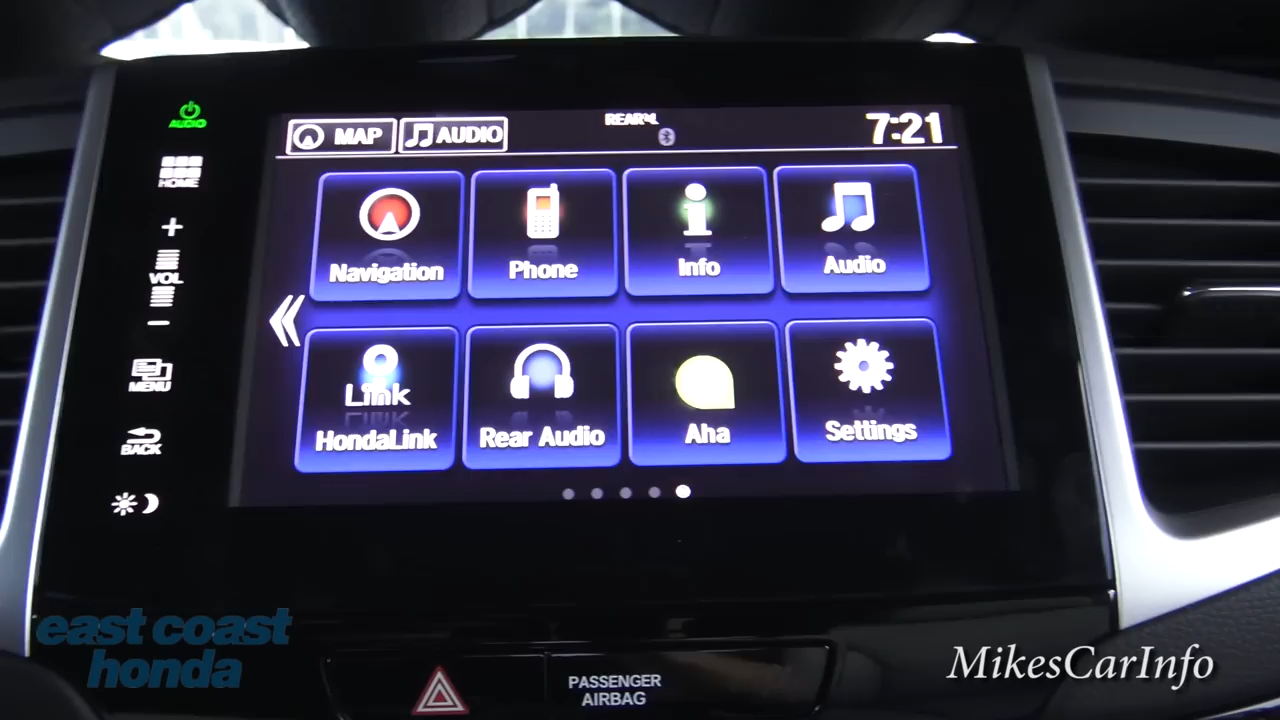 AUDIO
HOME
+
VOL
−
MENU
BACK
MAP
AUDIO
7:21
Navigation
Phone
Info
Audio
Link
HondaLink
Rear Audio
Aha
Settings
east coast
honda
PASSENGER
AIRBAG
MikesCarInfo